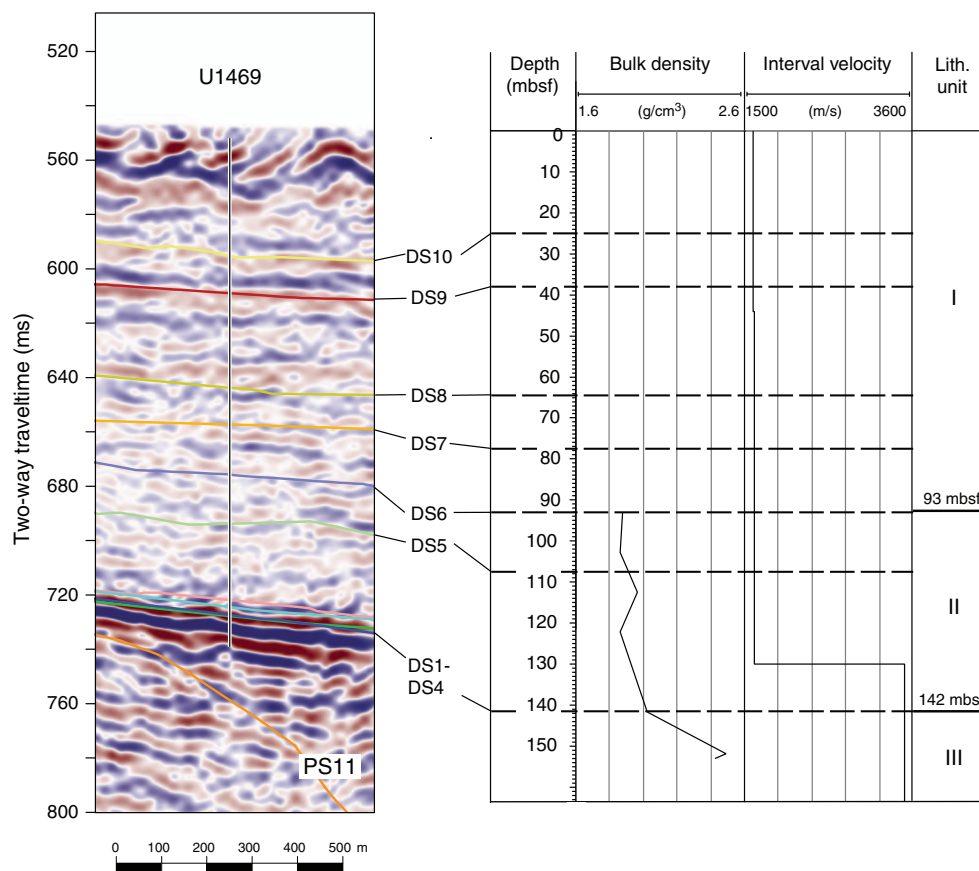 U1469
Two-way traveltime (ms)
520
560
600
640
680
720
760
800
PS11
0 100 200 300 400 500 m
DS10
DS9
DS8
DS7
DS6
DS5
DS1-
DS4
Depth
(mbsf)
0
10
20
30
40
50
60
70
80
90
100
110
120
130
140
150
Bulk density
1.6 (g/cm³) 2.6
Interval velocity
1500 (m/s) 3600
Lith.
unit
I
93 mbsf
II
142 mbs
III